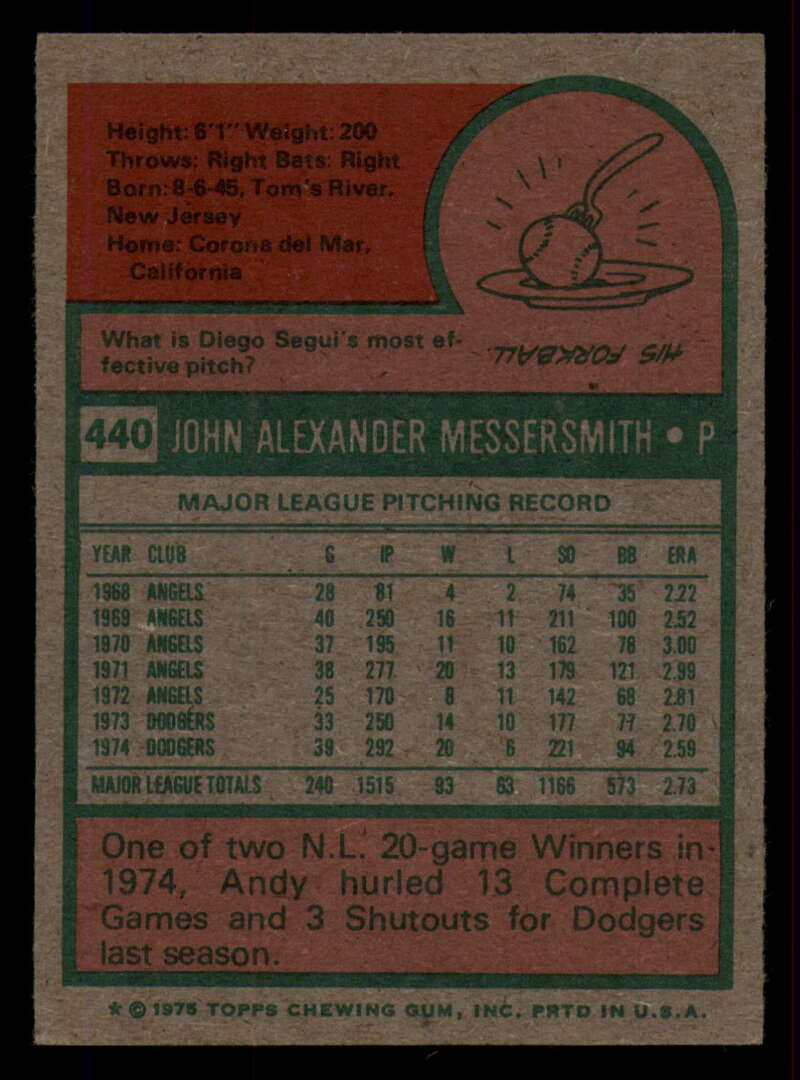 Height: 6'1" Weight: 200
Throws: Right Bats: Right
Born: 8-6-45, Tom's River,
New Jersey
Home: Corona del Mar,
California
What is Diego Segui's most ef-
fective pitch?
HIS FORKBALL.
440 JOHN ALEXANDER MESSERSMITH • P
MAJOR LEAGUE PITCHING RECORD
YEAR CLUB G IP W L SO BB ERA
1968 ANGELS 28 81 4 2 74 35 2.22
1969 ANGELS 40 250 16 11 211 100 2.52
1970 ANGELS 37 195 11 10 162 78 3.00
1971 ANGELS 38 277 20 13 179 121 2.99
1972 ANGELS 25 170 8 11 142 68 2.81
1973 DODGERS 33 250 14 10 177 77 2.70
1974 DODGERS 39 292 20 6 221 94 2.59
MAJOR LEAGUE TOTALS 240 1515 93 63 1166 573 2.73
One of two N.L. 20-game Winners in
1974, Andy hurled 13 Complete
Games and 3 Shutouts for Dodgers
last season.
* © 1975 TOPPS CHEWING GUM, INC. PRTD IN U.S.A.